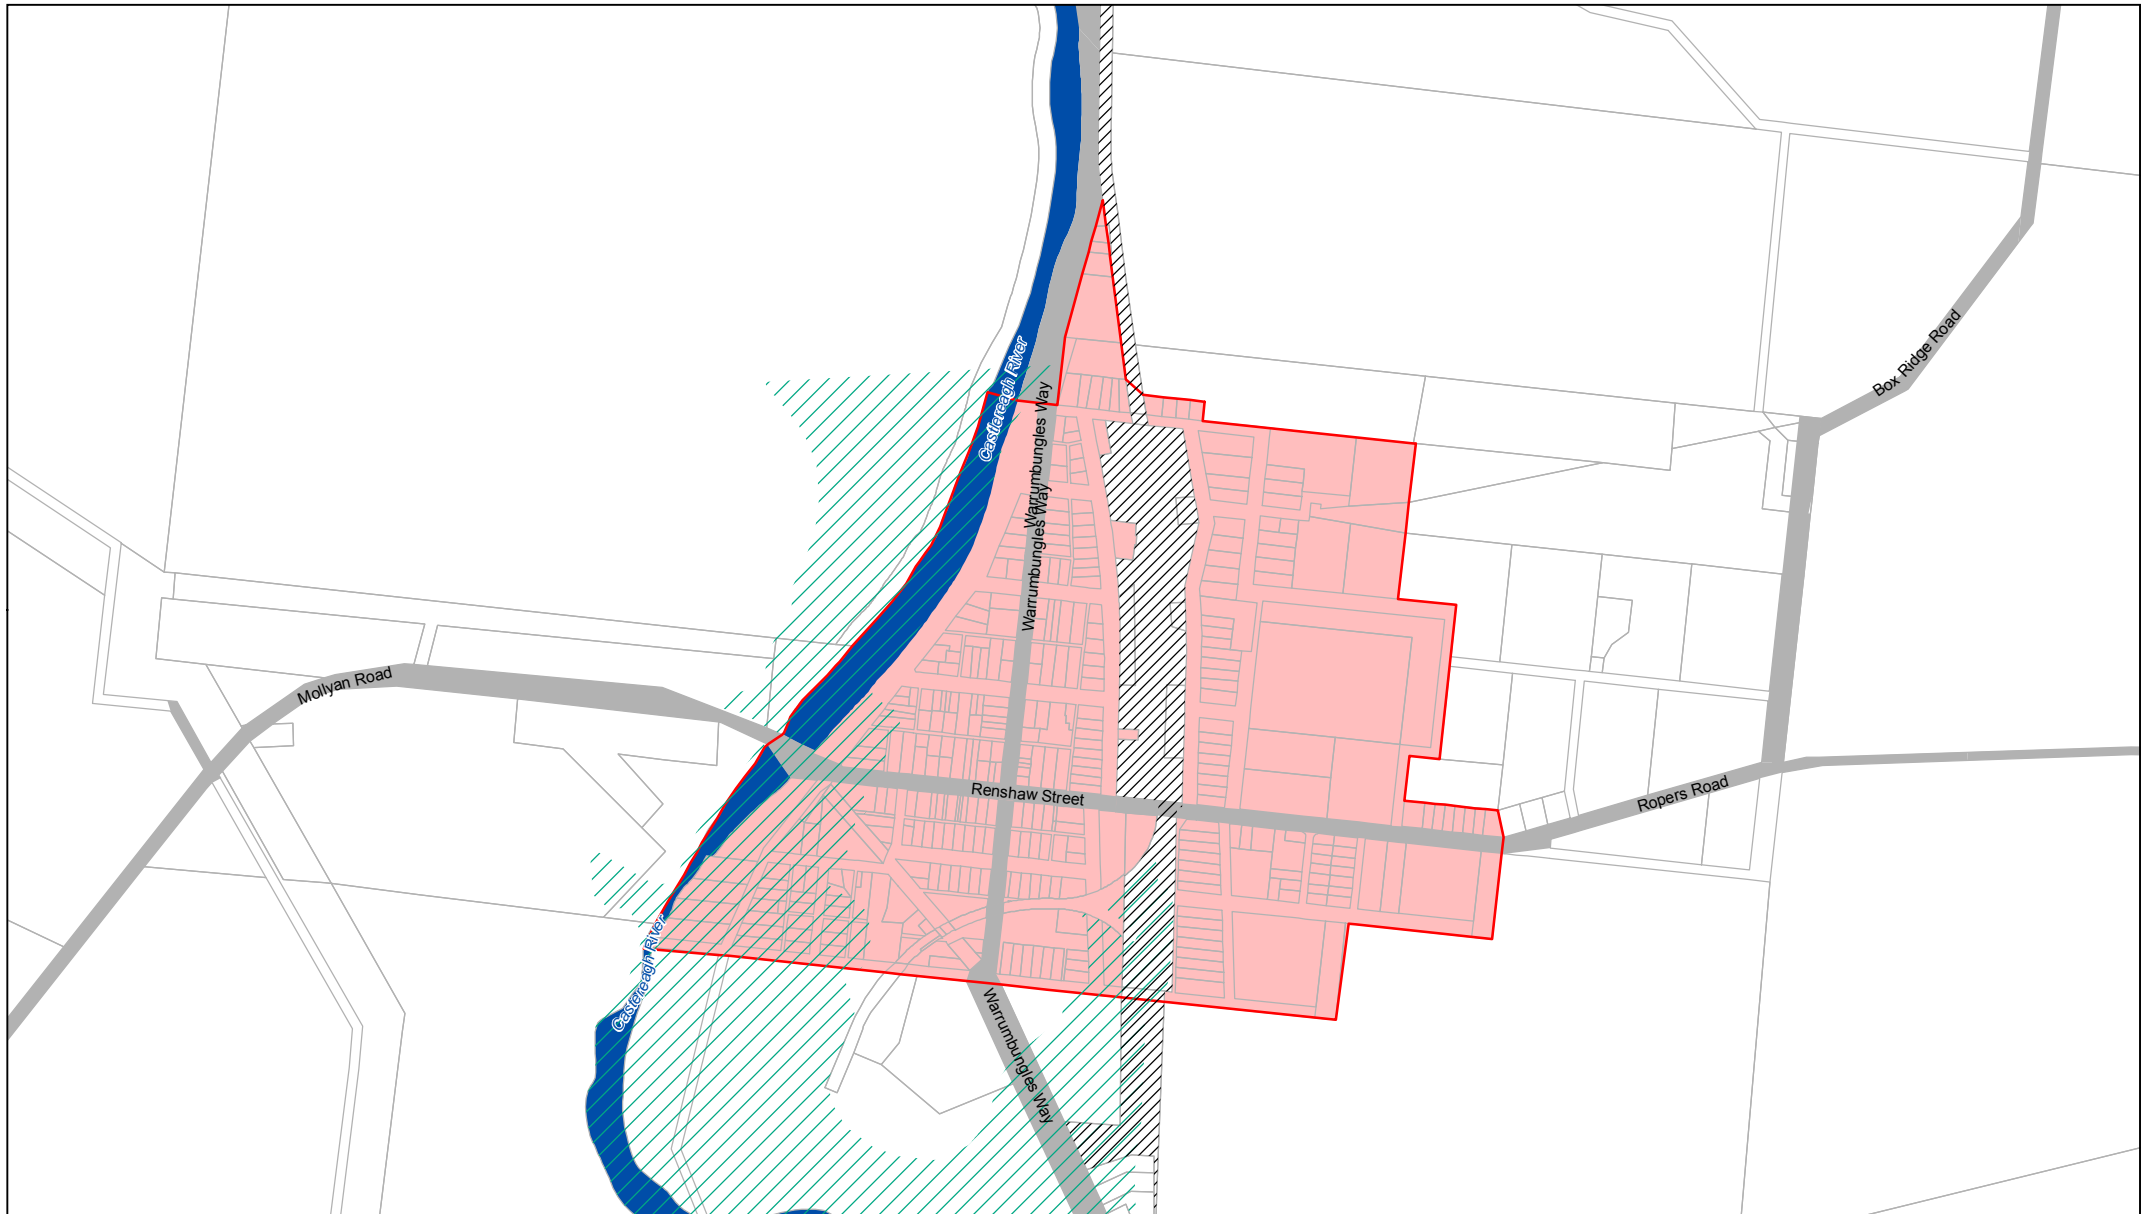 Box Ridge Road
Castlereagh River
Warrumbungles Way
Warrumbungles Way
Mollyan Road
Renshaw Street
Ropers Road
Castlereagh River
Warrumbungles Way